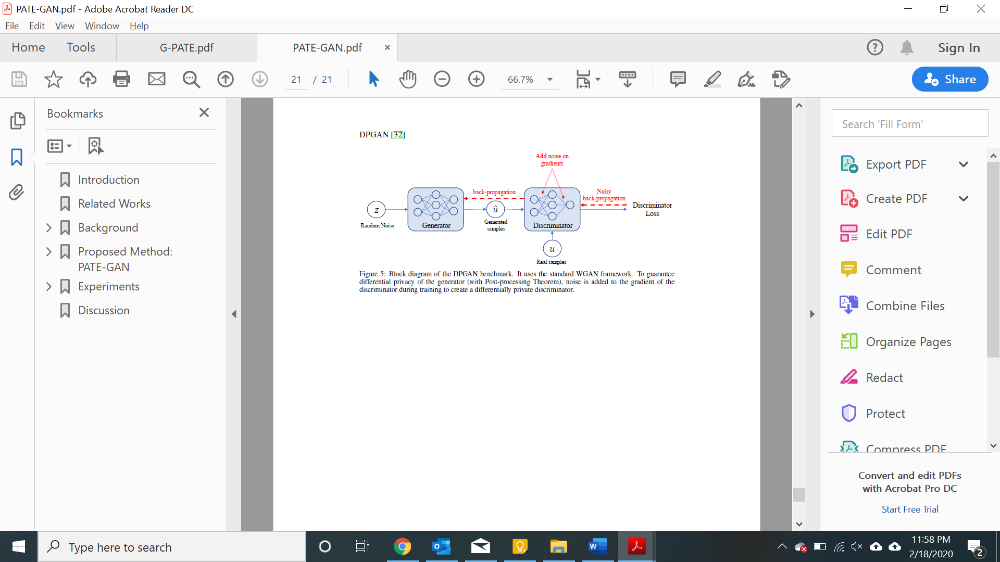 PATE-GAN.pdf - Adobe Acrobat Reader DC
File Edit View Window Help
Home Tools G-PATE.pdf PATE-GAN.pdf × Sign In
21 / 21 66.7% Share
Bookmarks
Introduction
Related Works
Background
Proposed Method:
PATE-GAN
Experiments
Discussion
DPGAN [32]
Add noise on
gradients
back-propagation
Noisy
back-propagation
z
û
Discriminator
Loss
Random Noise
Generator
Generated
samples
Discriminator
u
Real samples
Figure 5: Block diagram of the DPGAN benchmark. It uses the standard WGAN framework. To guarantee
differential privacy of the generator (with Post-processing Theorem), noise is added to the gradient of the
discriminator during training to create a differentially private discriminator.
Search 'Fill Form'
Export PDF
Create PDF
Edit PDF
Comment
Combine Files
Organize Pages
Redact
Protect
Compress PDF
Convert and edit PDFs
with Acrobat Pro DC
Start Free Trial
Type here to search
11:58 PM
2/18/2020
2